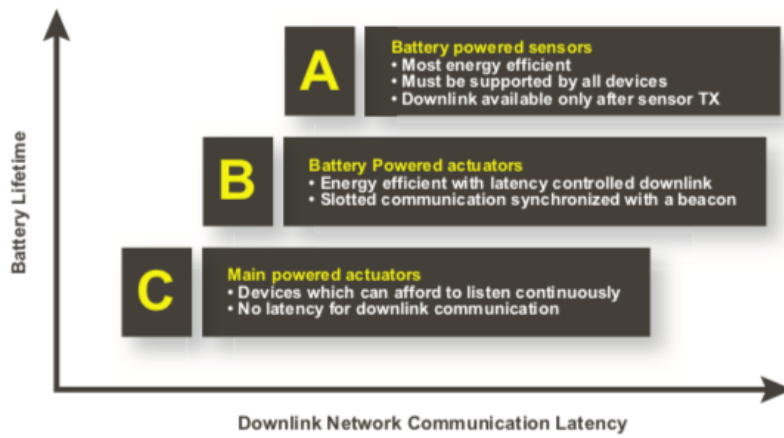 Battery Lifetime
A
Battery powered sensors
• Most energy efficient
• Must be supported by all devices
• Downlink available only after sensor TX
B
Battery Powered actuators
• Energy efficient with latency controlled downlink
• Slotted communication synchronized with a beacon
C
Main powered actuators
• Devices which can afford to listen continuously
• No latency for downlink communication
Downlink Network Communication Latency